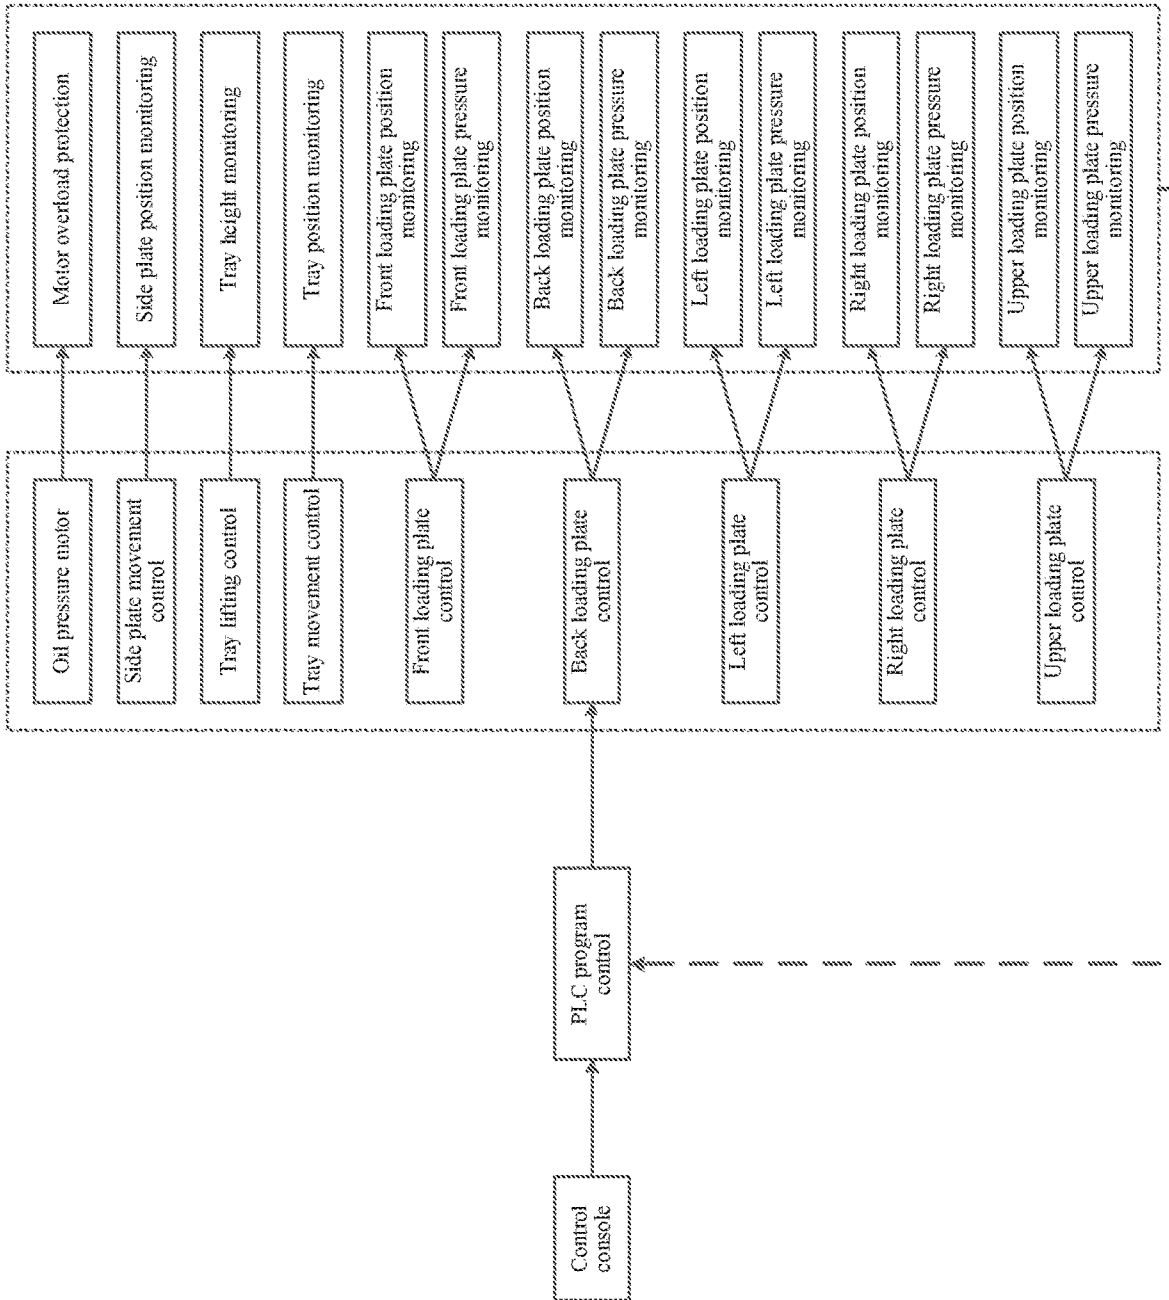 Control
console
PLC program
control
Oil pressure motor
Side plate movement
control
Tray lifting control
Tray movement control
Front loading plate
control
Back loading plate
control
Left loading plate
control
Right loading plate
control
Upper loading plate
control
Motor overload protection
Side plate position monitoring
Tray height monitoring
Tray position monitoring
Front loading plate position
monitoring
Front loading plate pressure
monitoring
Back loading plate position
monitoring
Back loading plate pressure
monitoring
Left loading plate position
monitoring
Left loading plate pressure
monitoring
Right loading plate position
monitoring
Right loading plate pressure
monitoring
Upper loading plate position
monitoring
Upper loading plate pressure
monitoring